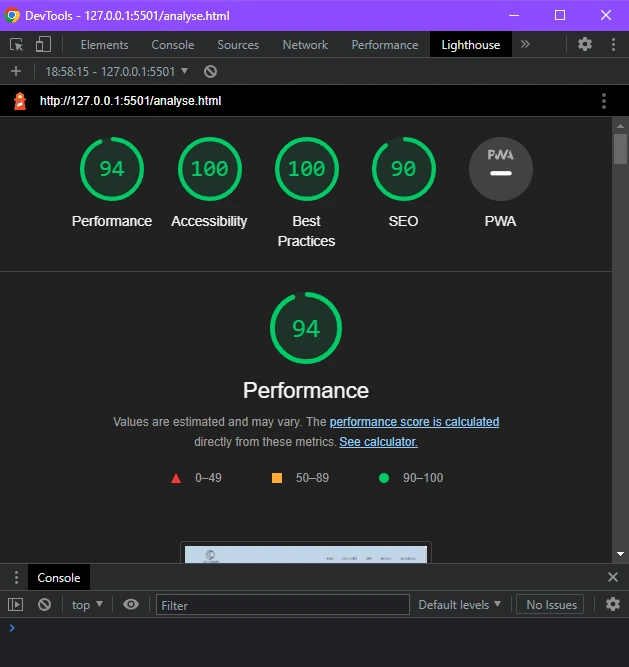 DevTools - 127.0.0.1:5501/analyse.html
Elements Console Sources Network Performance Lighthouse »
18:58:15 - 127.0.0.1:5501
http://127.0.0.1:5501/analyse.html
94 100 100 90 PWA
Performance Accessibility Best Practices SEO PWA
94
Performance
Values are estimated and may vary. The performance score is calculated
directly from these metrics. See calculator.
0–49 50–89 90–100
Console
top Filter Default levels No Issues